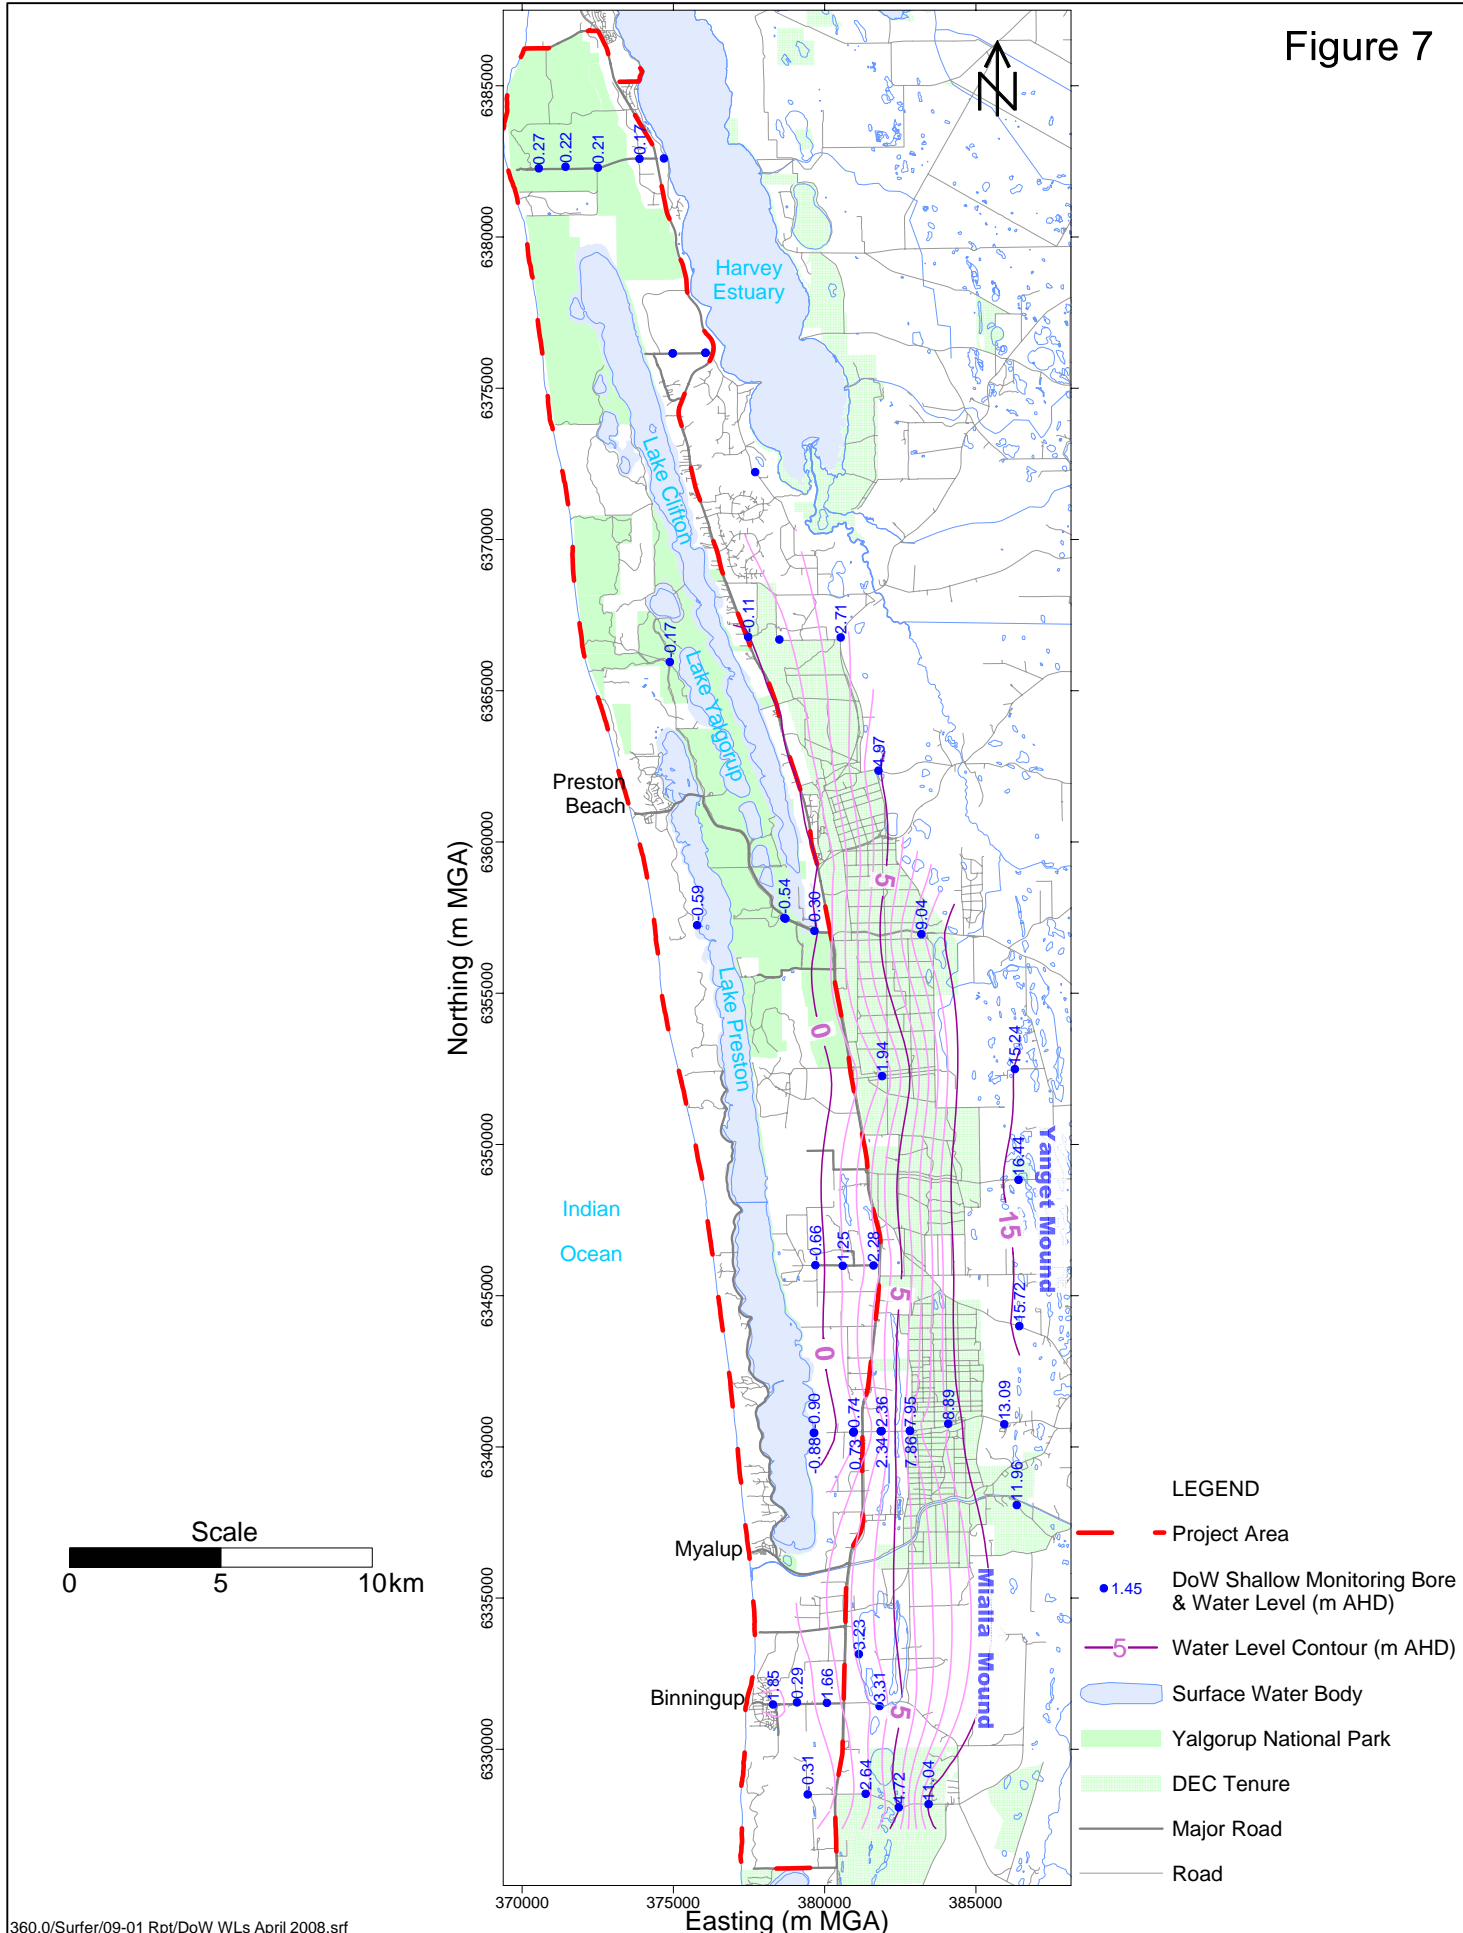 Figure 7
N
6385000
6380000
6375000
6370000
6365000
6360000
6355000
6350000
6345000
6340000
6335000
6330000
Northing (m MGA)
0.27
0.22
0.21
0.17
Harvey
Estuary
Lake Clifton
-0.11
2.71
-0.17
Lake Yalgorup
4.97
Preston
Beach
5
-0.59
-0.54
-0.30
9.04
Lake Preston
0
1.94
15.24
16.44
Yanget Mound
Indian
Ocean
15
-0.66
1.25
2.28
5
15.72
0
-0.90
0.74
2.36
7.95
8.89
13.09
-0.88
0.73
2.34
7.86
11.96
Myalup
Mialla Mound
3.23
Binningup
1.85
0.29
1.66
3.31
5
-0.31
2.64
4.72
11.04
370000
375000
380000
385000
Easting (m MGA)
Scale
0
5
10km
LEGEND
Project Area
1.45
DoW Shallow Monitoring Bore
& Water Level (m AHD)
5
Water Level Contour (m AHD)
Surface Water Body
Yalgorup National Park
DEC Tenure
Major Road
Road
360.0/Surfer/09-01 Rpt/DoW WLs April 2008.srf